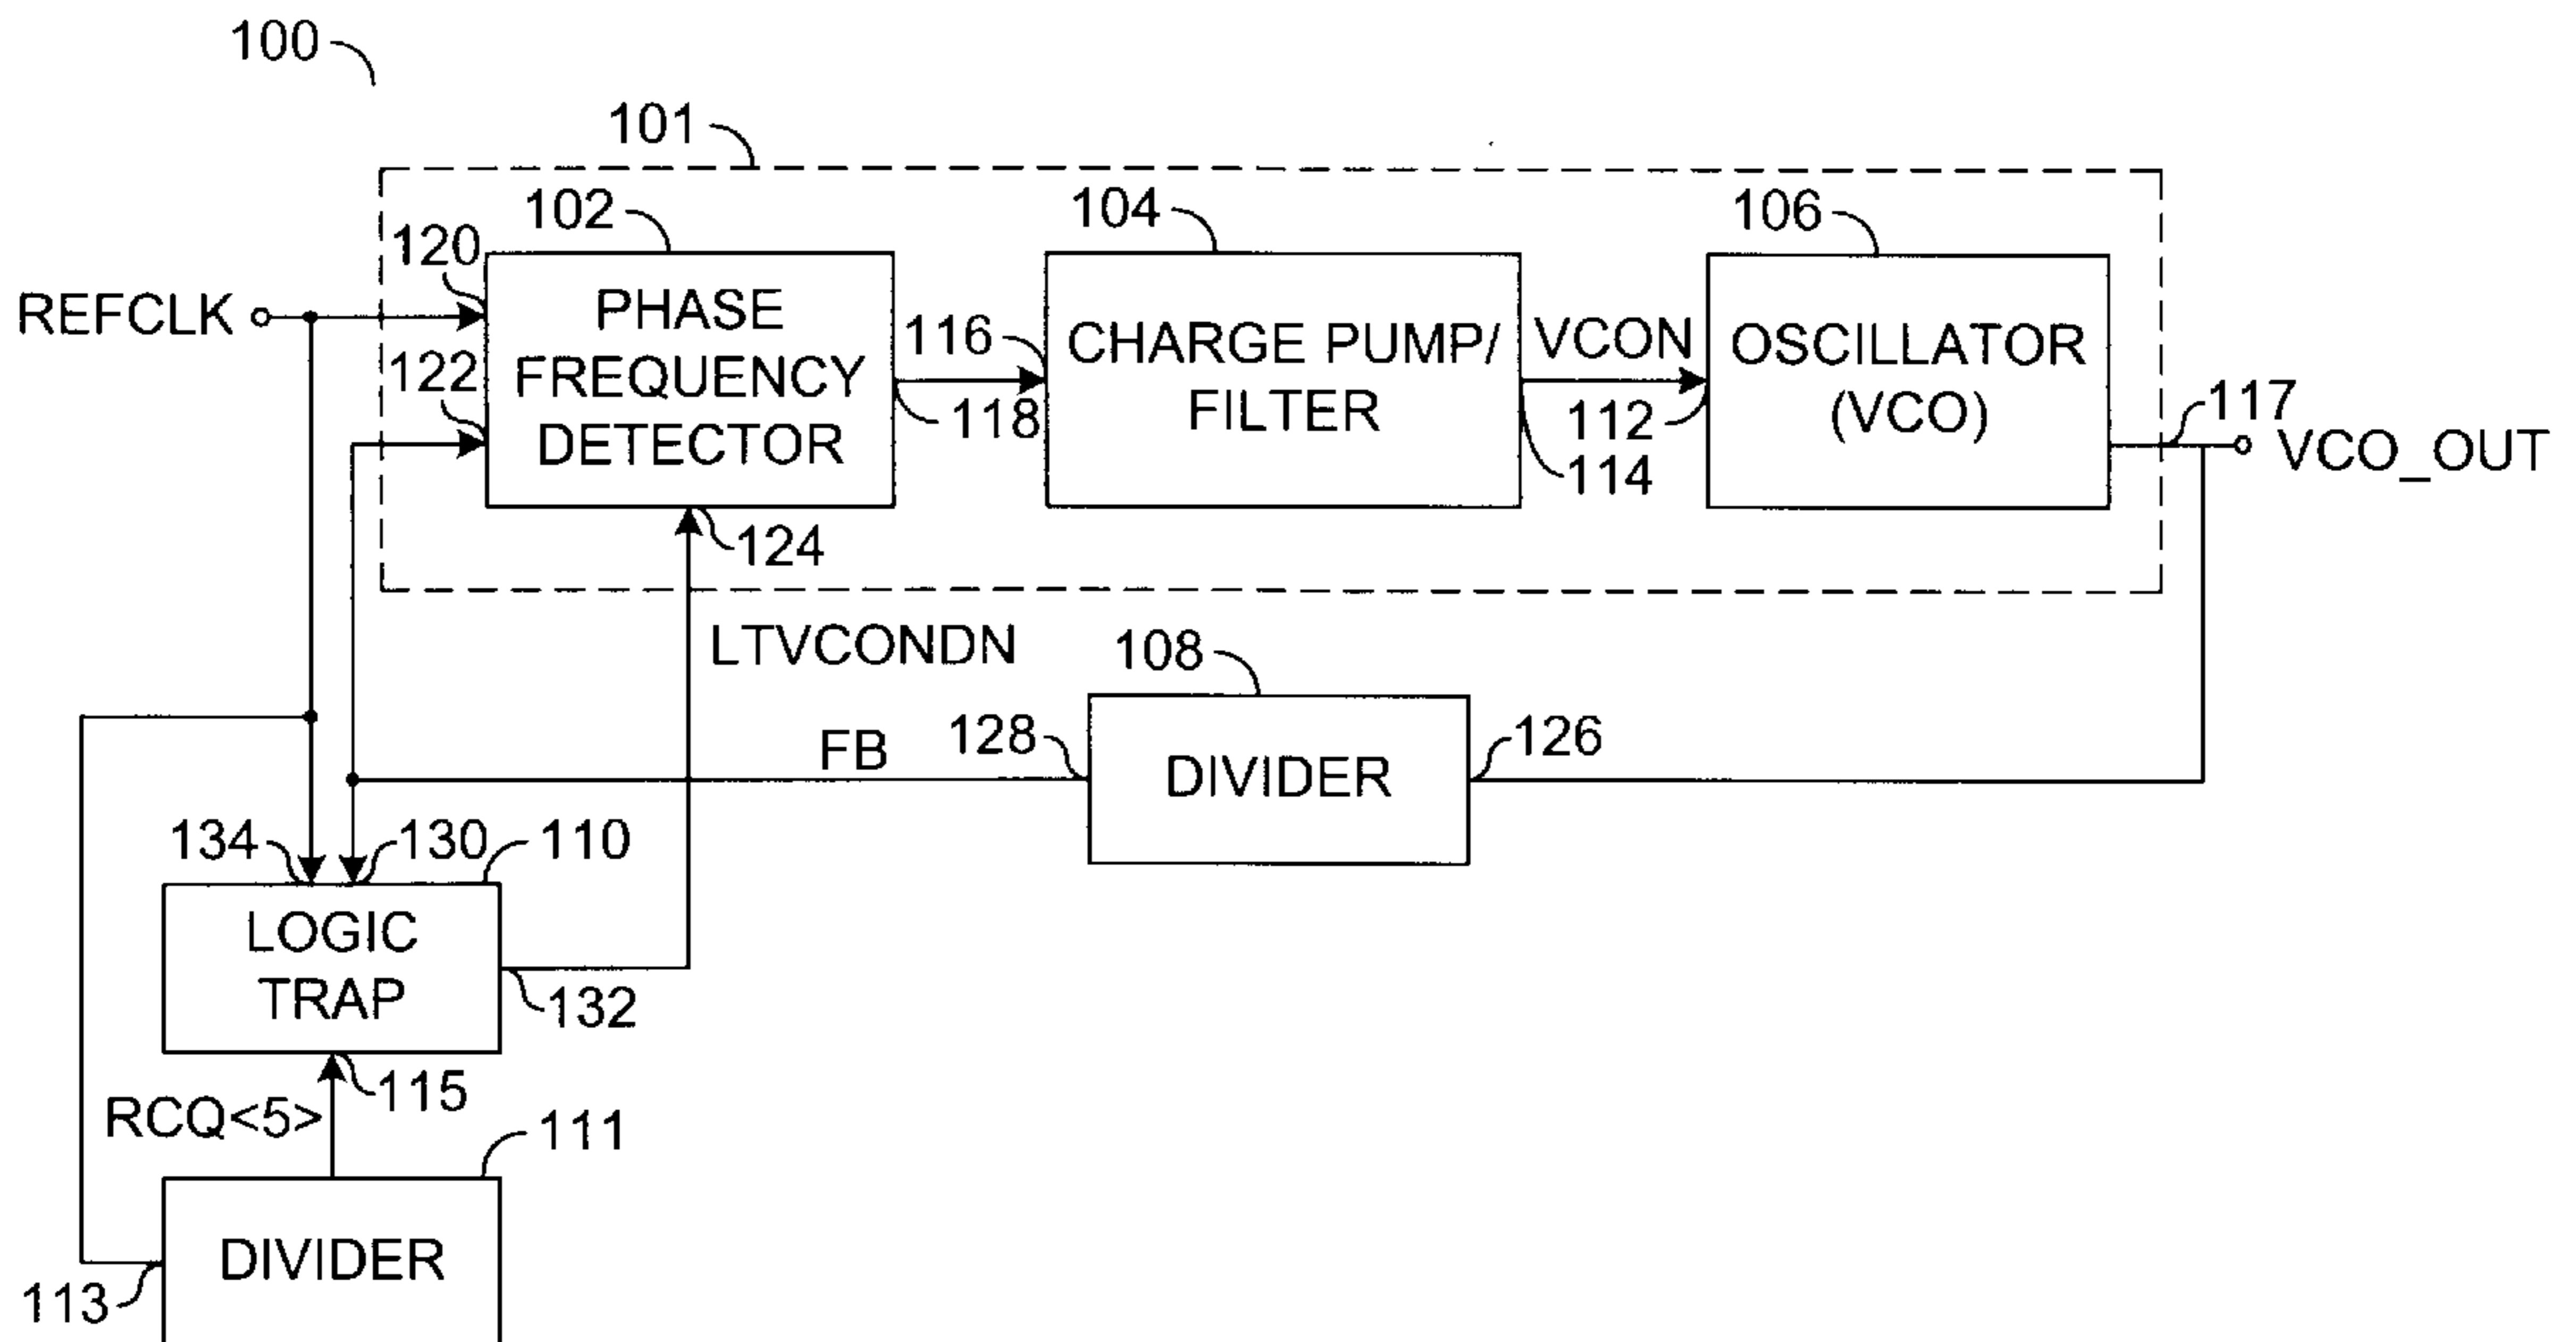 100
101
102
104
106
120
REFCLK
PHASE
FREQUENCY
DETECTOR
122
116
118
CHARGE PUMP/
FILTER
VCON
112
114
OSCILLATOR
(VCO)
117
VCO_OUT
124
LTVCONDN
108
FB
128
DIVIDER
126
134
130
110
LOGIC
TRAP
132
115
RCQ<5>
111
DIVIDER
113